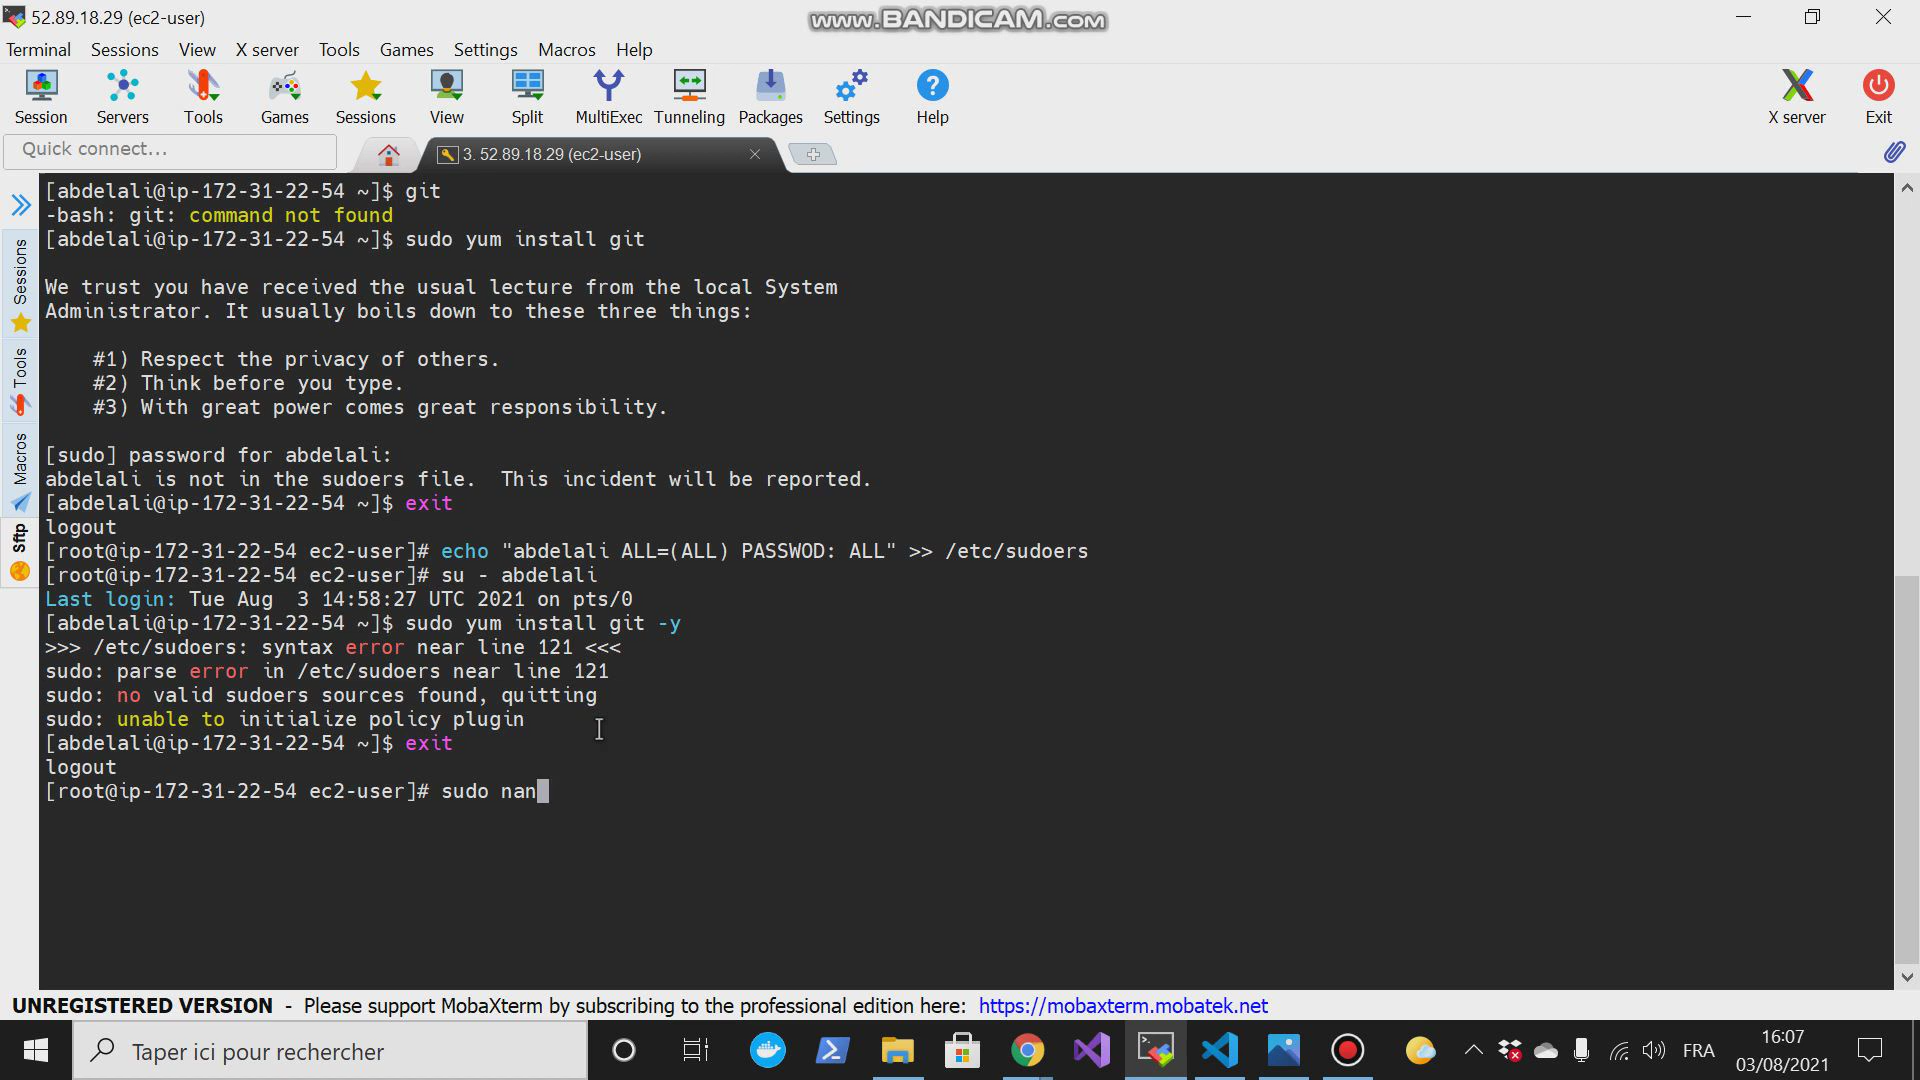 52.89.18.29 (ec2-user)
www.BANDICAM.com
Terminal Sessions View X server Tools Games Settings Macros Help
Session Servers Tools Games Sessions View Split MultiExec Tunneling Packages Settings Help X server Exit
Quick connect...
3. 52.89.18.29 (ec2-user)
Sessions
Tools
Macros
Sftp
[abdelali@ip-172-31-22-54 ~]$ git
-bash: git: command not found
[abdelali@ip-172-31-22-54 ~]$ sudo yum install git
We trust you have received the usual lecture from the local System
Administrator. It usually boils down to these three things:
#1) Respect the privacy of others.
#2) Think before you type.
#3) With great power comes great responsibility.
[sudo] password for abdelali:
abdelali is not in the sudoers file.  This incident will be reported.
[abdelali@ip-172-31-22-54 ~]$ exit
logout
[root@ip-172-31-22-54 ec2-user]# echo "abdelali ALL=(ALL) PASSWOD: ALL" >> /etc/sudoers
[root@ip-172-31-22-54 ec2-user]# su - abdelali
Last login: Tue Aug  3 14:58:27 UTC 2021 on pts/0
[abdelali@ip-172-31-22-54 ~]$ sudo yum install git -y
>>> /etc/sudoers: syntax error near line 121 <<<
sudo: parse error in /etc/sudoers near line 121
sudo: no valid sudoers sources found, quitting
sudo: unable to initialize policy plugin
[abdelali@ip-172-31-22-54 ~]$ exit
logout
[root@ip-172-31-22-54 ec2-user]# sudo nan
UNREGISTERED VERSION - Please support MobaXterm by subscribing to the professional edition here: https://mobaxterm.mobatek.net
Taper ici pour rechercher
FRA
16:07
03/08/2021